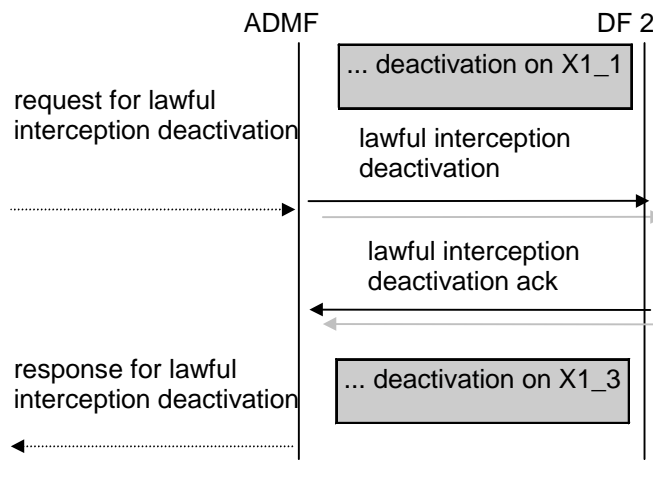 ADMF
DF 2
... deactivation on X1_1
request for lawful
interception deactivation
lawful interception
deactivation
lawful interception
deactivation ack
response for lawful
interception deactivation
... deactivation on X1_3